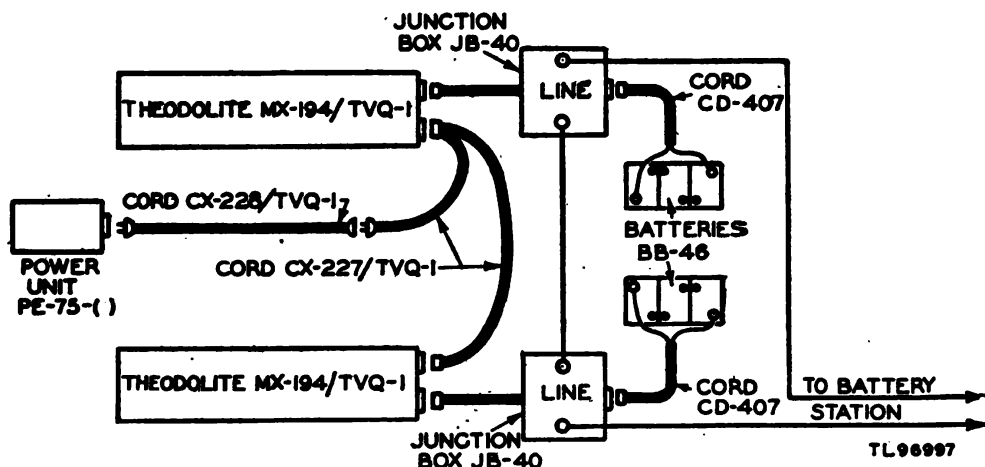 JUNCTION
BOX JB-40
THEODOLITE MX-194/TVQ-1
LINE
CORD
CD-407
CORD CX-228/TVQ-1
BATTERIES
BB-46
POWER
UNIT
PE-75-( )
CORD CX-227/TVQ-1
THEODOLITE MX-194/TVQ-1
LINE
CORD
CD-407
TO BATTERY
STATION
JUNCTION
BOX JB-40
TL96997